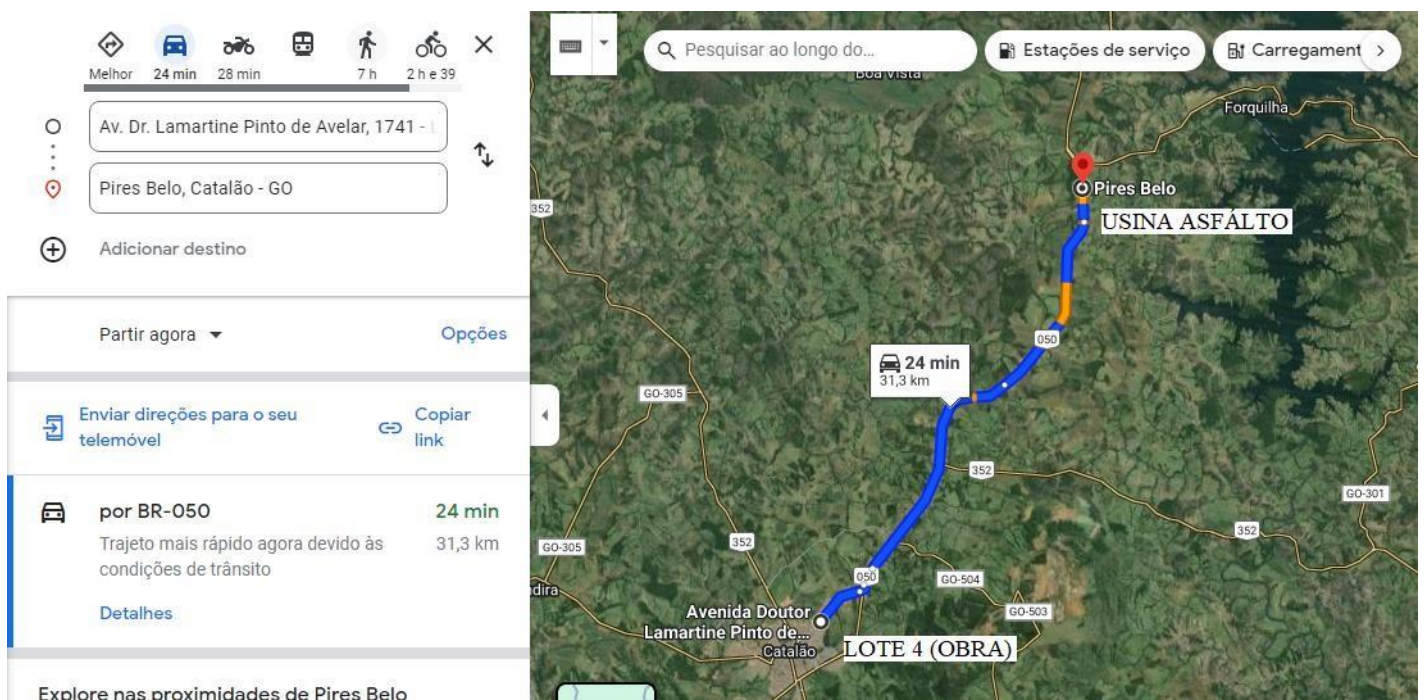 Melhor
24 min
28 min
7 h
2 h e 39
Av. Dr. Lamartine Pinto de Avelar, 1741 -
Pires Belo, Catalão - GO
Adicionar destino
Partir agora
Opções
Enviar direções para o seu
telemóvel
Copiar
link
por BR-050
24 min
Trajeto mais rápido agora devido às
31,3 km
condições de trânsito
Detalhes
Explore nas proximidades de Pires Belo
Pesquisar ao longo do...
Estações de serviço
Carregament
Boa Vista
Forquilha
Pires Belo
352
USINA ASFÁLTO
050
24 min
31,3 km
GO-305
352
GO-301
352
352
GO-305
050
GO-504
dira
GO-503
Avenida Doutor
Lamartine Pinto de...
Catalão
LOTE 4 (OBRA)